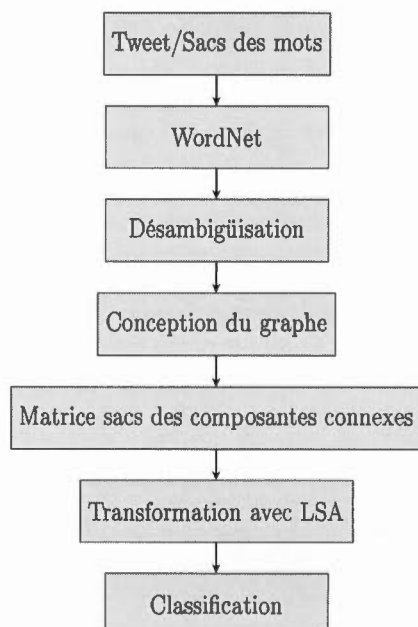 Tweet/Sacs des mots
WordNet
Désambigüisation
Conception du graphe
Matrice sacs des composantes connexes
Transformation avec LSA
Classification